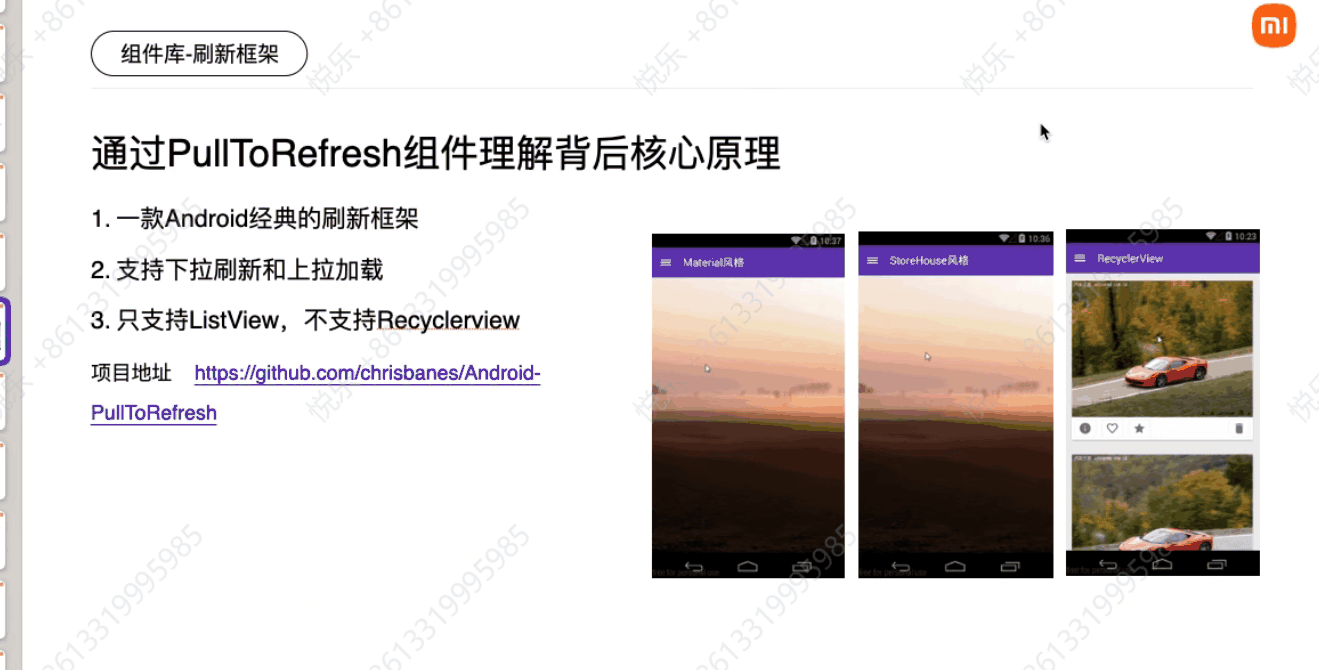 组件库-刷新框架
通过PullToRefresh组件理解背后核心原理
1. 一款Android经典的刷新框架
2. 支持下拉刷新和上拉加载
3. 只支持ListView，不支持Recyclerview
项目地址 https://github.com/chrisbanes/Android-
PullToRefresh
10:37
Material风格
10:36
StoreHouse风格
10:23
RecyclerView
free for personal use
悦乐 +8613319995985